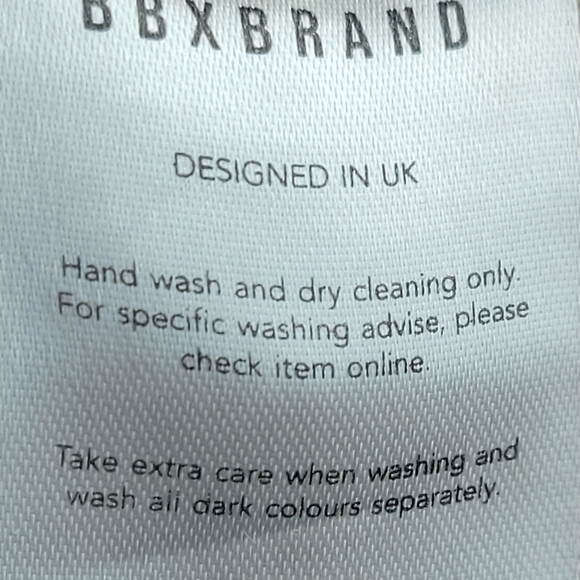 BBXBRAND
DESIGNED IN UK
Hand wash and dry cleaning only.
For specific washing advise, please
check item online.
Take extra care when washing and
wash all dark colours separately.